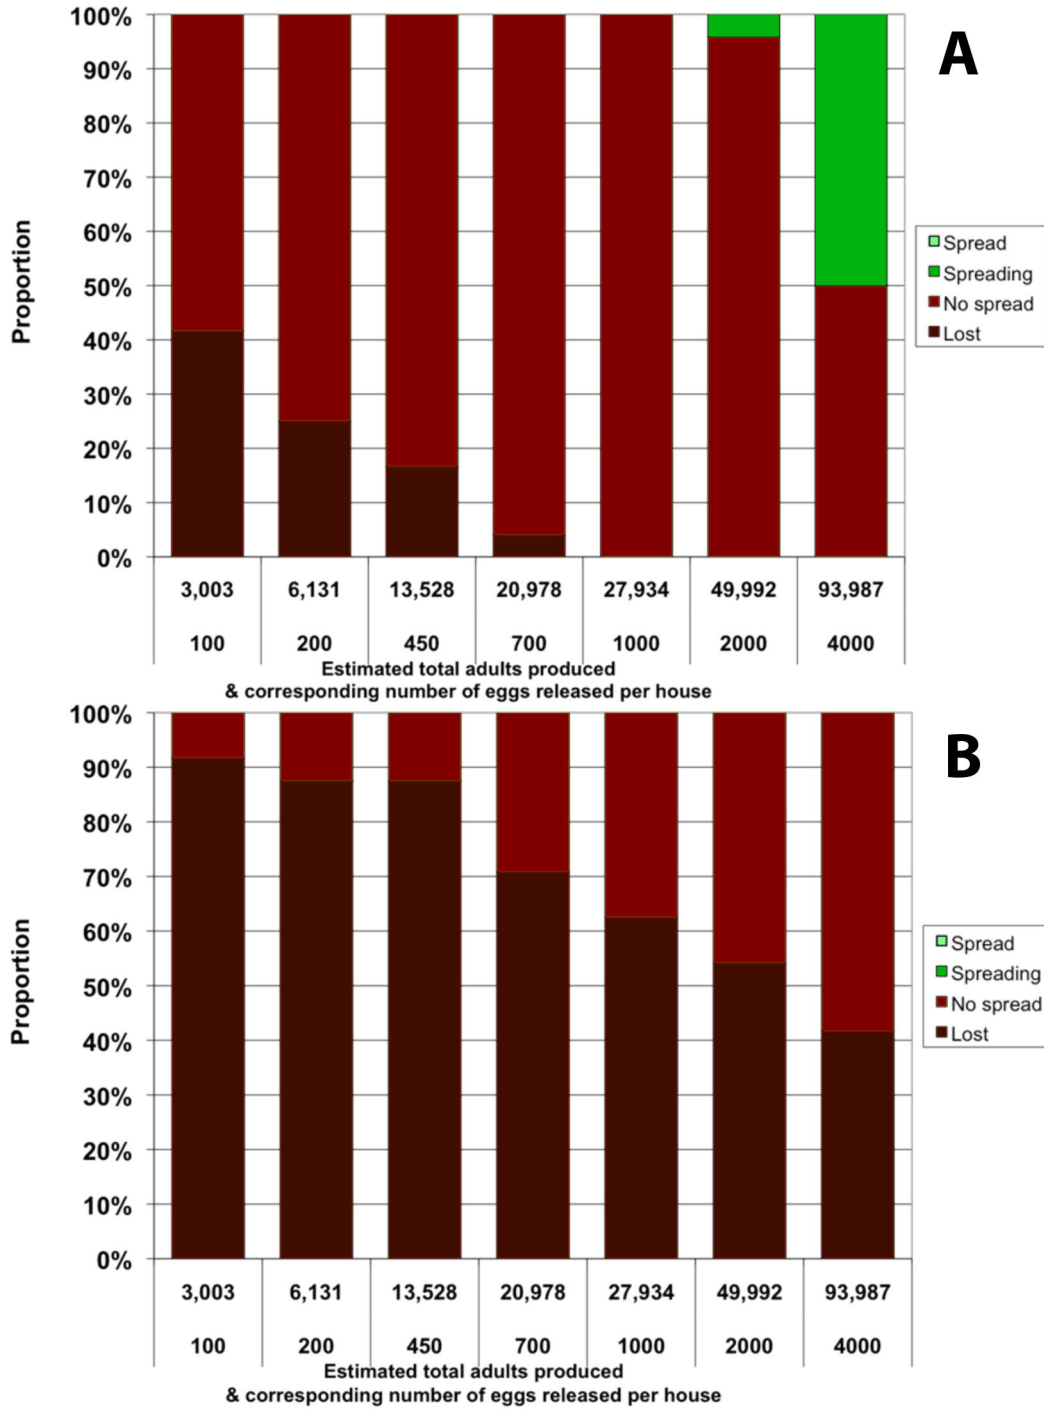 100%
90%
80%
70%
60%
50%
40%
30%
20%
10%
0%
Proportion
A
Spread
Spreading
No spread
Lost
3,003 6,131 13,528 20,978 27,934 49,992 93,987
100 200 450 700 1000 2000 4000
Estimated total adults produced
& corresponding number of eggs released per house
100%
90%
80%
70%
60%
50%
40%
30%
20%
10%
0%
Proportion
B
Spread
Spreading
No spread
Lost
3,003 6,131 13,528 20,978 27,934 49,992 93,987
100 200 450 700 1000 2000 4000
Estimated total adults produced
& corresponding number of eggs released per house